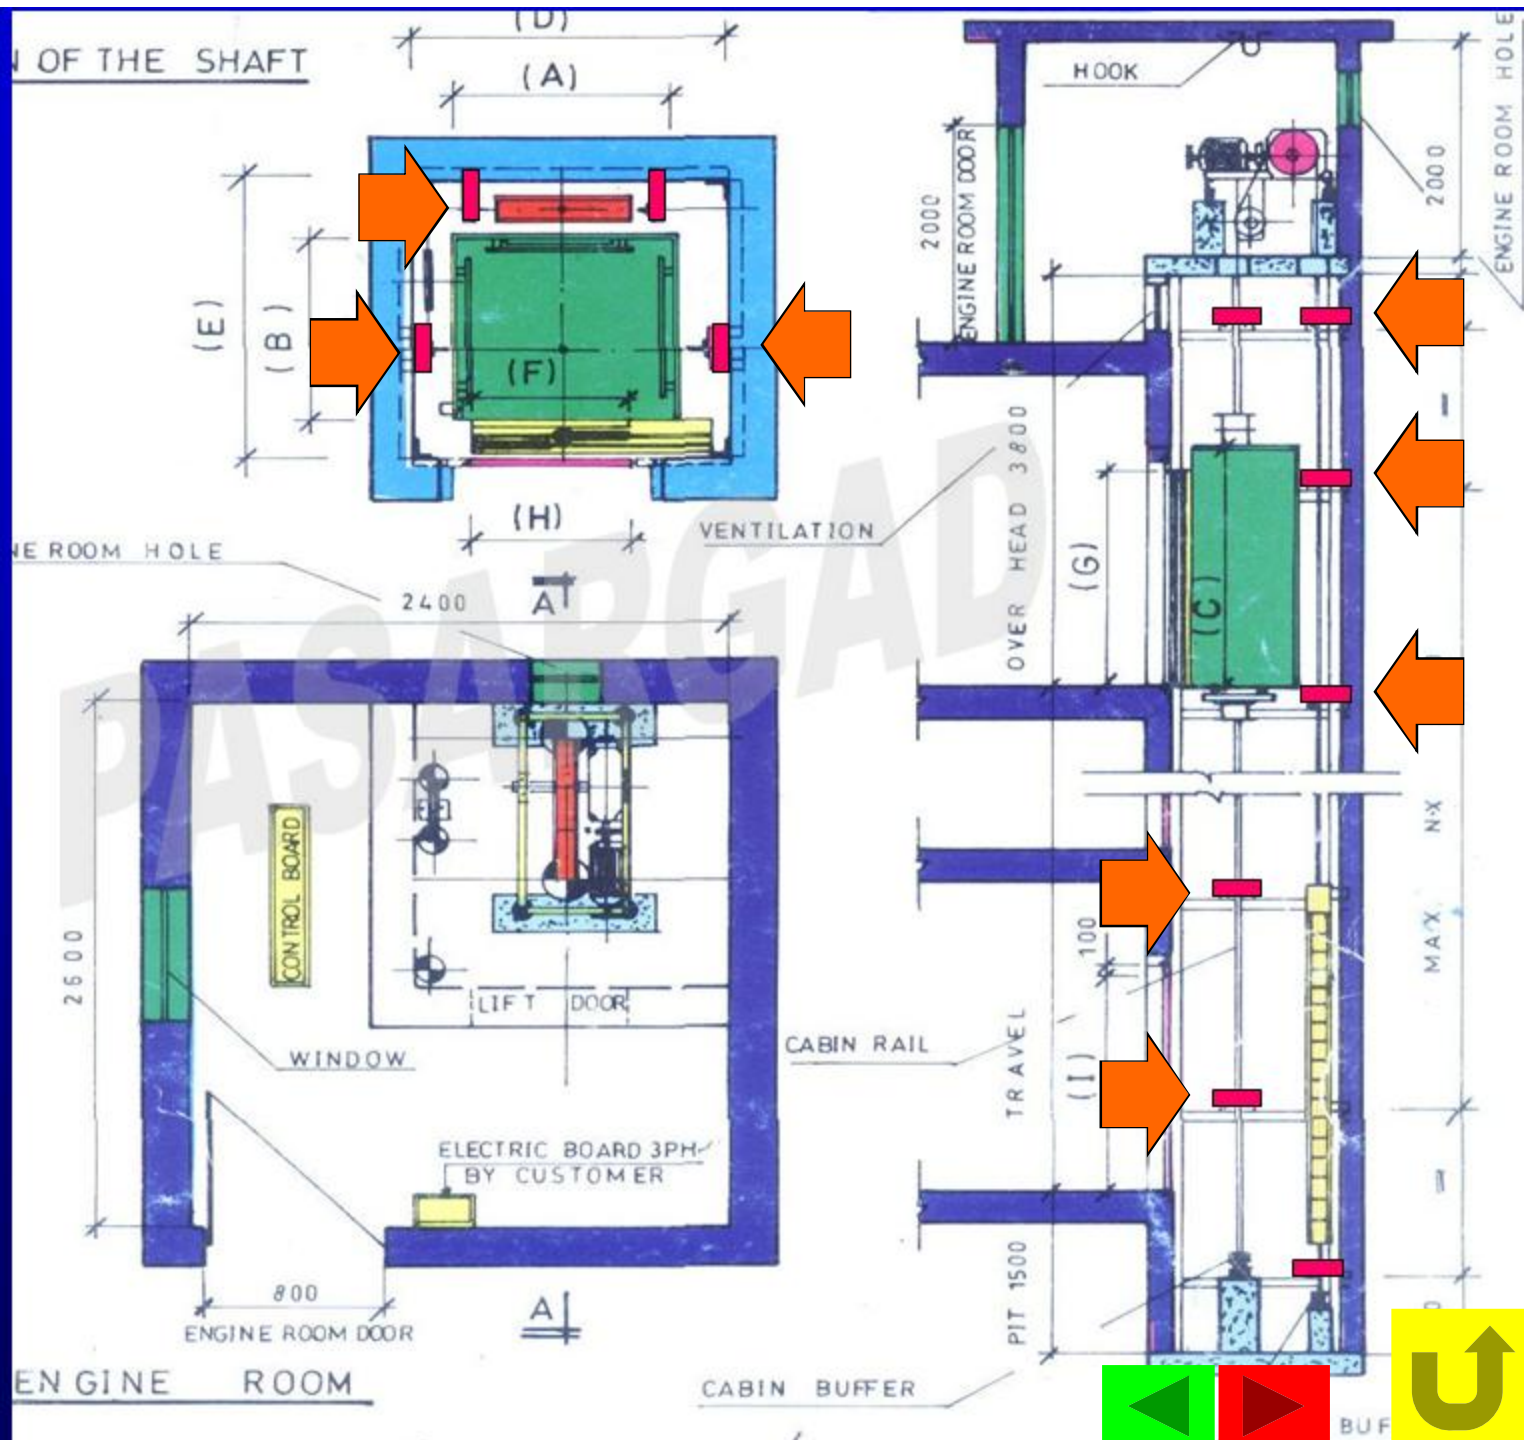 OF THE SHAFT
(D)
(A)
(E)
(B)
(F)
(H)
HOOK
2000
ENGINE ROOM DOOR
2000
ENGINE ROOM HOLE
VENTILATION
OVER HEAD 3800
(G)
(C)
ROOM HOLE
2400
A
PASARGAD
CONTROL BOARD
2600
WINDOW
LIFT DOOR
ELECTRIC BOARD 3PH
BY CUSTOMER
800
ENGINE ROOM DOOR
A
ENGINE ROOM
CABIN RAIL
TRAVEL
(I)
100
MAX N·X
PIT 1500
CABIN BUFFER